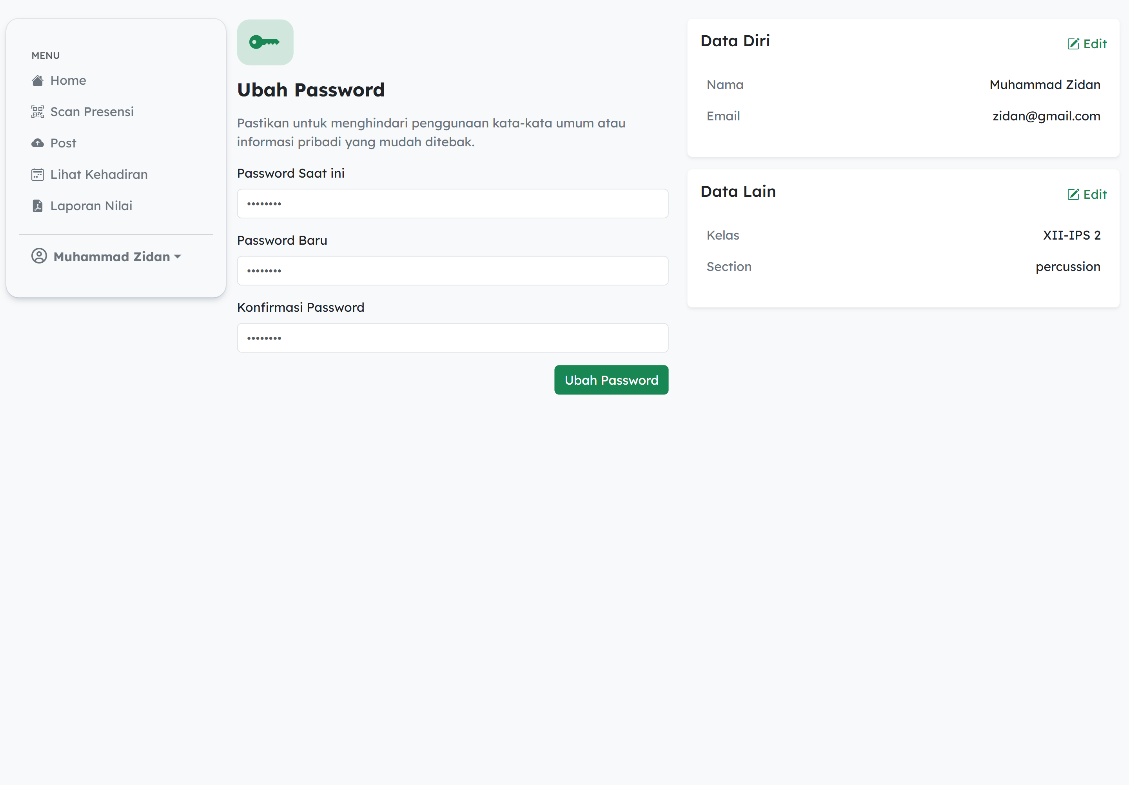 MENU
Home
Scan Presensi
Post
Lihat Kehadiran
Laporan Nilai
Muhammad Zidan
Ubah Password
Pastikan untuk menghindari penggunaan kata-kata umum atau
informasi pribadi yang mudah ditebak.
Password Saat ini
••••••••
Password Baru
••••••••
Konfirmasi Password
••••••••
Ubah Password
Data Diri
Edit
Nama Muhammad Zidan
Email zidan@gmail.com
Data Lain
Edit
Kelas XII-IPS 2
Section percussion